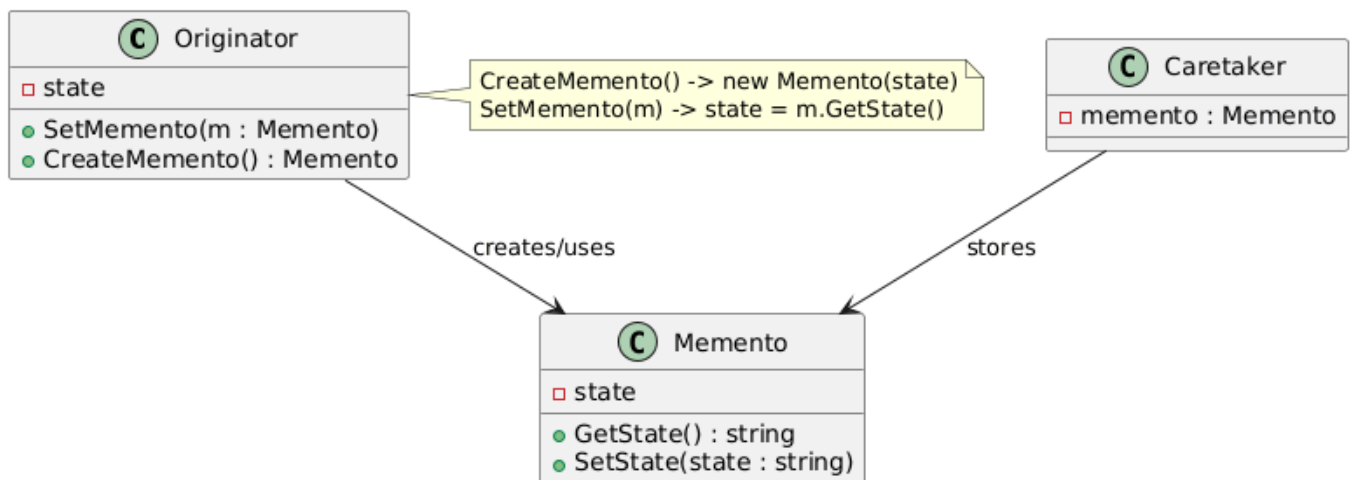 C Originator
state
SetMemento(m : Memento)
CreateMemento() : Memento
CreateMemento() -> new Memento(state)
SetMemento(m) -> state = m.GetState()
C Caretaker
memento : Memento
creates/uses
stores
C Memento
state
GetState() : string
SetState(state : string)